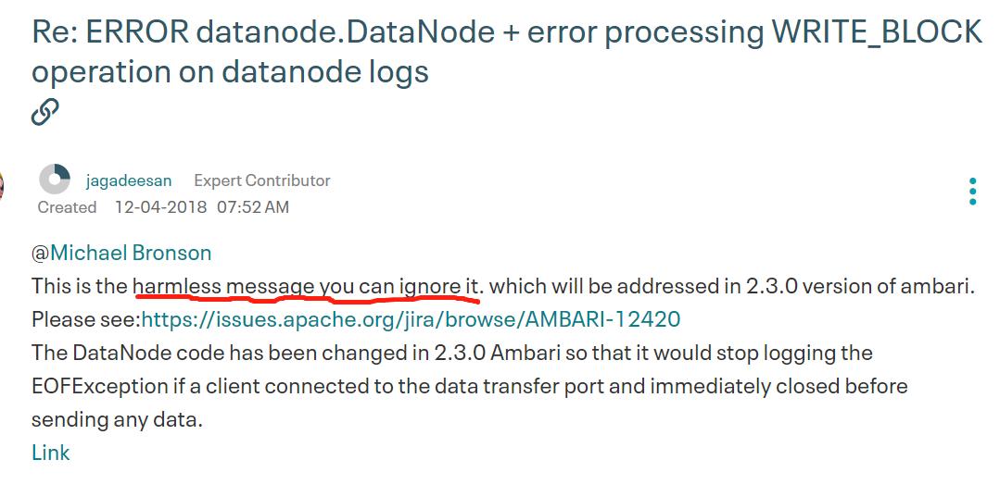 Re: ERROR datanode.DataNode + error processing WRITE_BLOCK
operation on datanode logs
jagadeesan Expert Contributor
Created 12-04-2018 07:52 AM
@Michael Bronson
This is the harmless message you can ignore it. which will be addressed in 2.3.0 version of ambari.
Please see:https://issues.apache.org/jira/browse/AMBARI-12420
The DataNode code has been changed in 2.3.0 Ambari so that it would stop logging the
EOFException if a client connected to the data transfer port and immediately closed before
sending any data.
Link